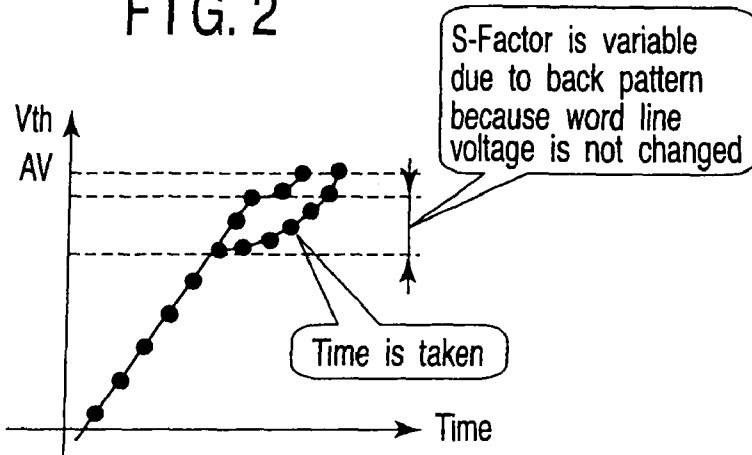 FIG. 2
S-Factor is variable
due to back pattern
because word line
voltage is not changed
Vth
AV
Time is taken
Time